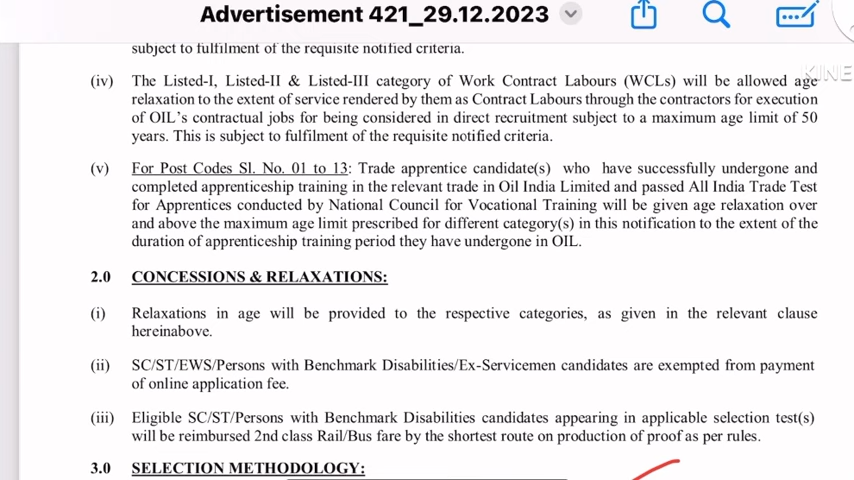 Advertisement 421_29.12.2023
subject to fulfilment of the requisite notified criteria.
(iv) The Listed-I, Listed-II & Listed-III category of Work Contract Labours (WCLs) will be allowed age
KINE
relaxation to the extent of service rendered by them as Contract Labours through the contractors for execution
of OIL's contractual jobs for being considered in direct recruitment subject to a maximum age limit of 50
years. This is subject to fulfilment of the requisite notified criteria.
(v) For Post Codes Sl. No. 01 to 13: Trade apprentice candidate(s) who have successfully undergone and
completed apprenticeship training in the relevant trade in Oil India Limited and passed All India Trade Test
for Apprentices conducted by National Council for Vocational Training will be given age relaxation over
and above the maximum age limit prescribed for different category(s) in this notification to the extent of the
duration of apprenticeship training period they have undergone in OIL.
2.0 CONCESSIONS & RELAXATIONS:
(i) Relaxations in age will be provided to the respective categories, as given in the relevant clause
hereinabove.
(ii) SC/ST/EWS/Persons with Benchmark Disabilities/Ex-Servicemen candidates are exempted from payment
of online application fee.
(iii) Eligible SC/ST/Persons with Benchmark Disabilities candidates appearing in applicable selection test(s)
will be reimbursed 2nd class Rail/Bus fare by the shortest route on production of proof as per rules.
3.0 SELECTION METHODOLOGY: